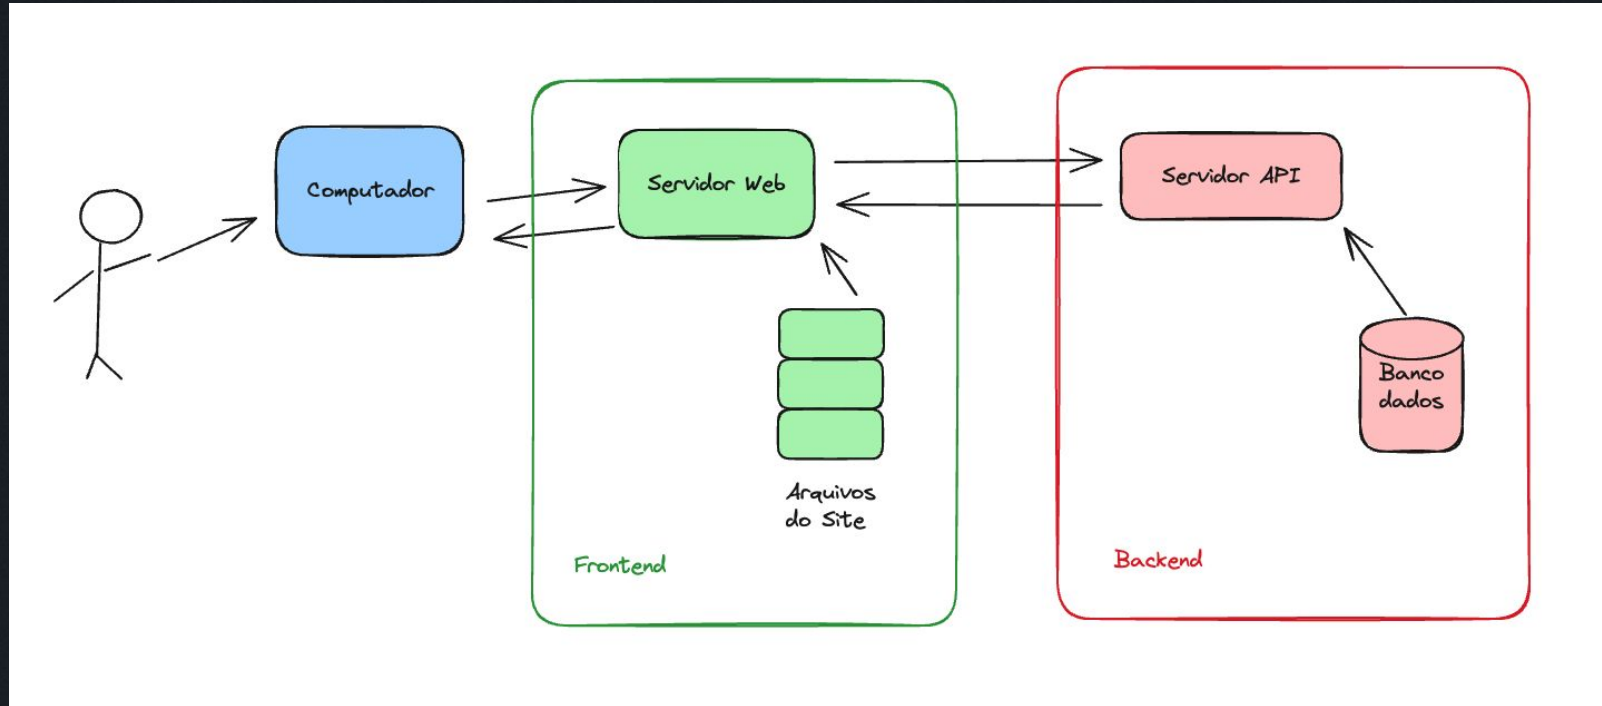 Computador
Servidor Web
Servidor API
Banco
dados
Arquivos
do Site
Frontend
Backend